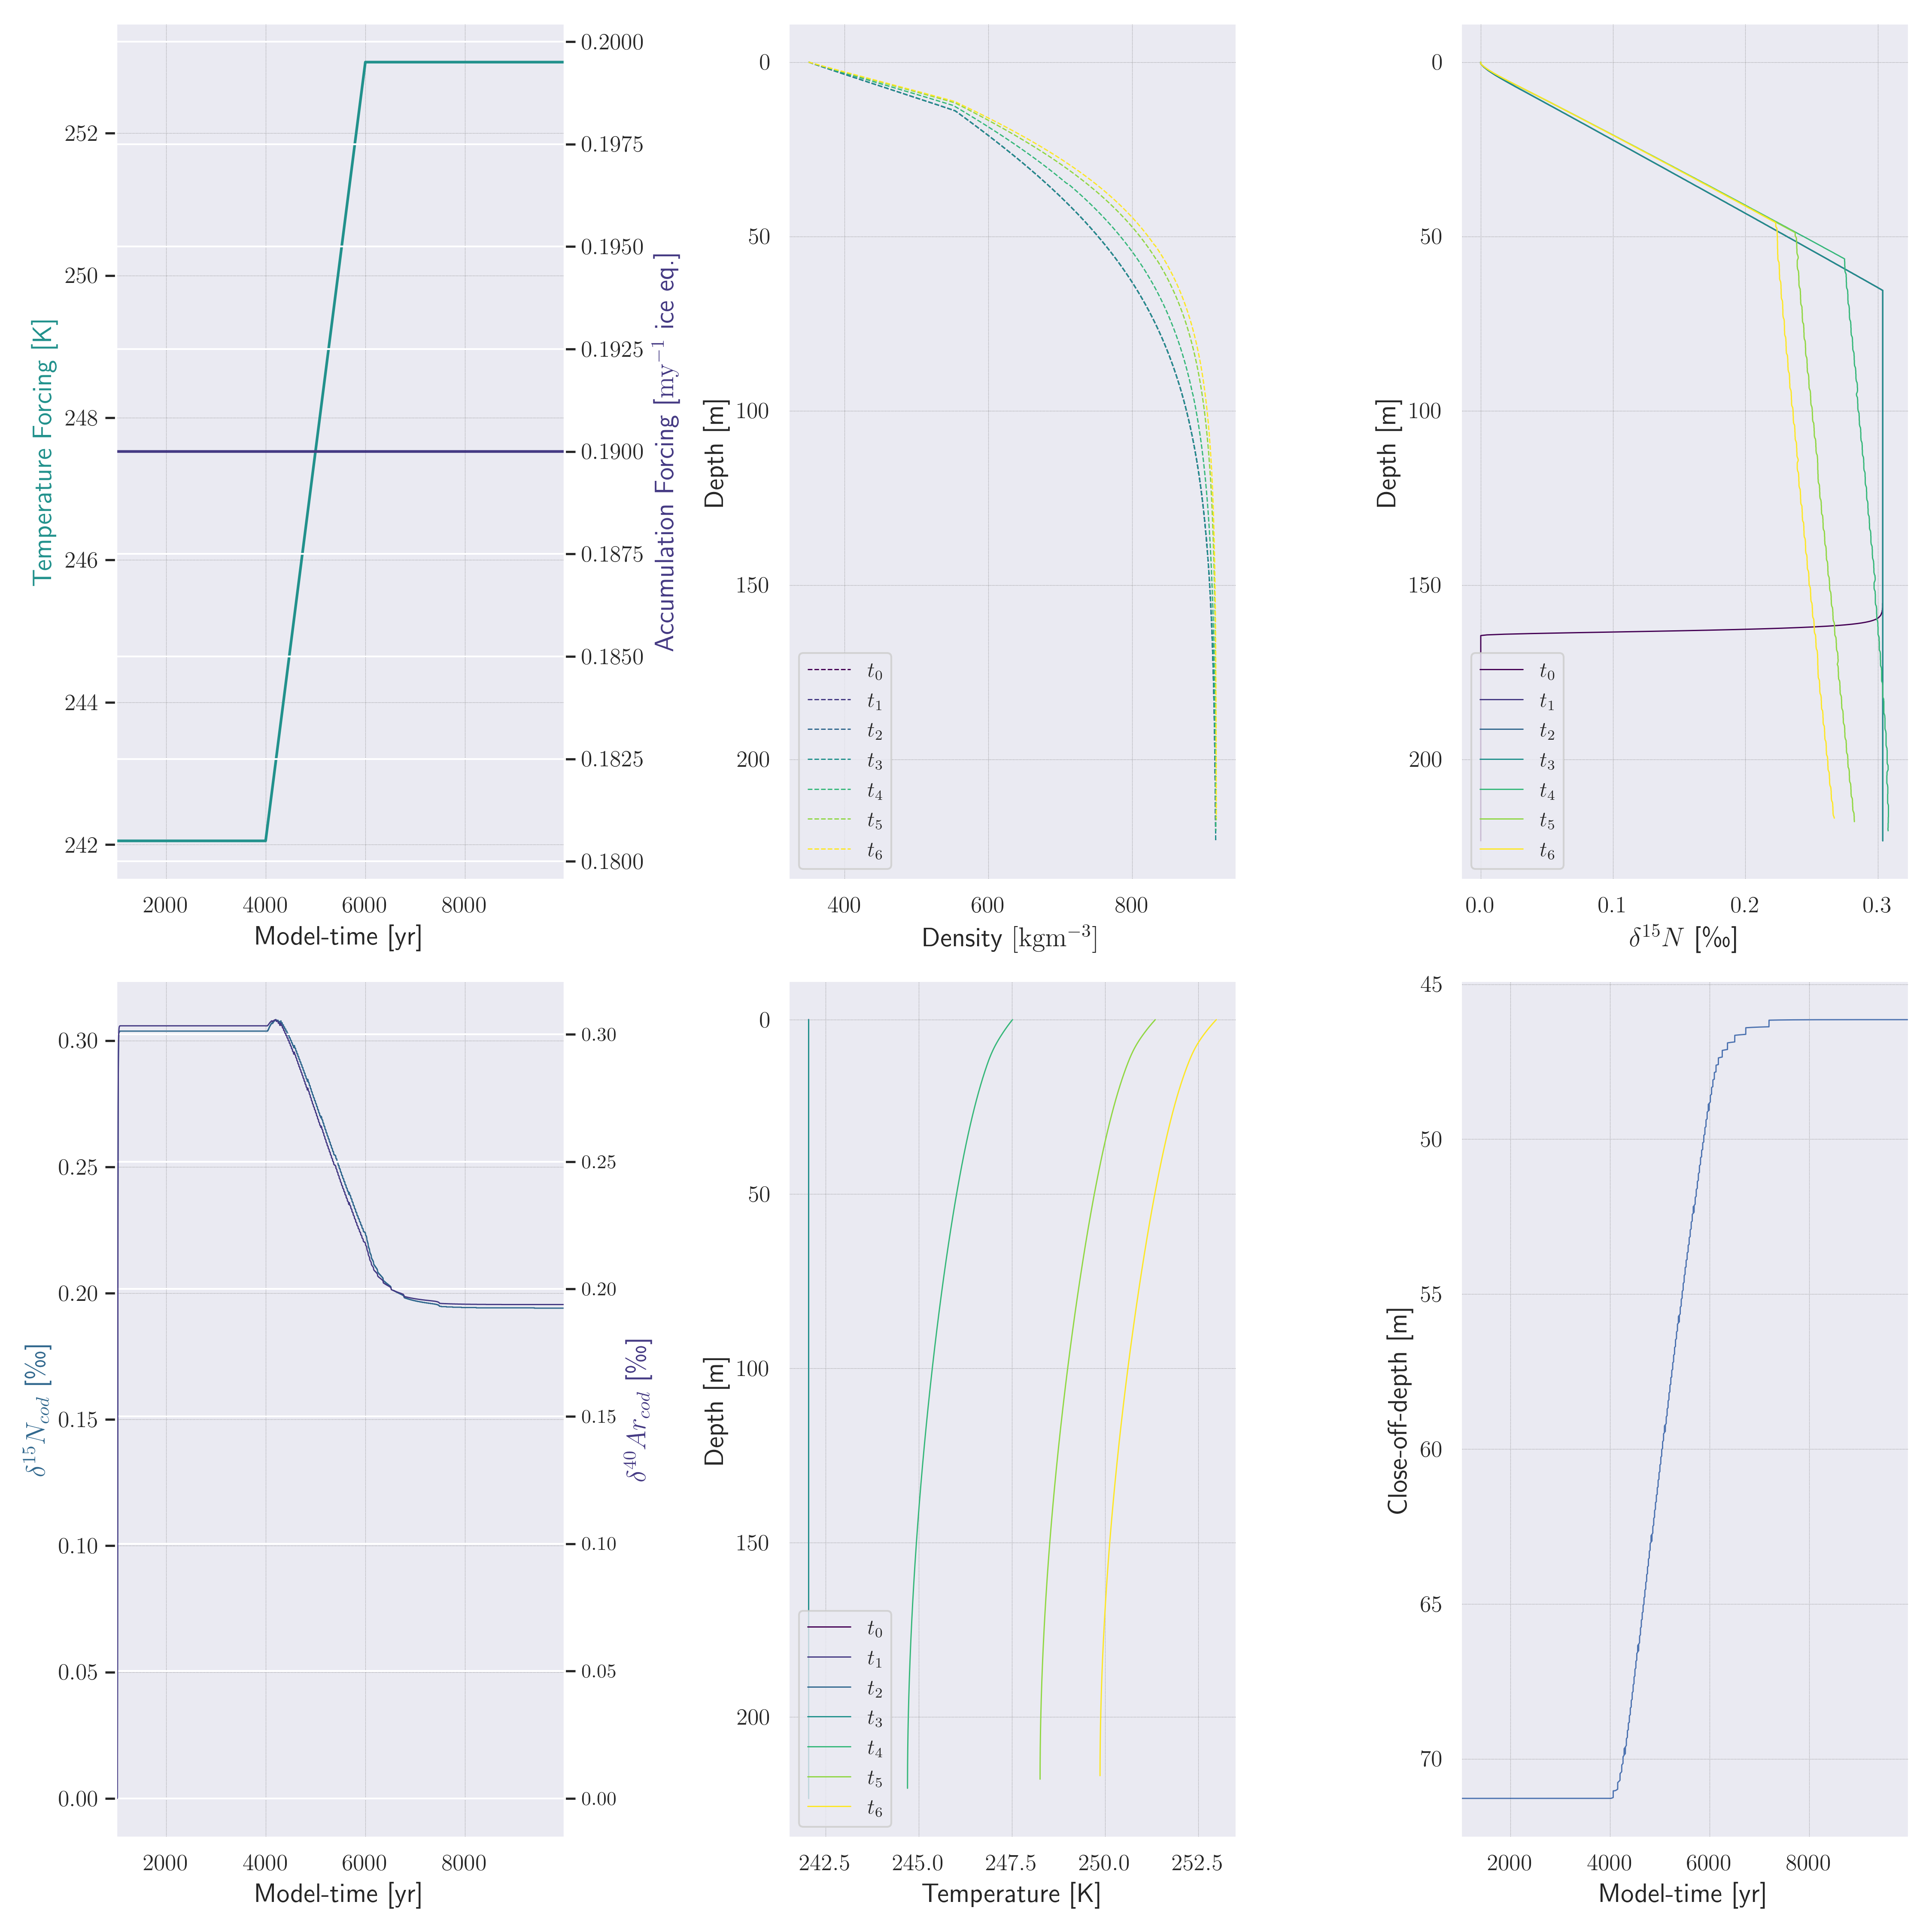 Temperature Forcing [K]
252
250
248
246
244
242
0.2000
0.1975
0.1950
0.1925
0.1900
0.1875
0.1850
0.1825
0.1800
Accumulation Forcing [my⁻¹ ice eq.]
2000 4000 6000 8000
Model-time [yr]
Depth [m]
0
50
100
150
200
t₀
t₁
t₂
t₃
t₄
t₅
t₆
400 600 800
Density [kgm⁻³]
Depth [m]
0
50
100
150
200
t₀
t₁
t₂
t₃
t₄
t₅
t₆
0.0 0.1 0.2 0.3
δ¹⁵N [‰]
δ¹⁵N_cod [‰]
0.30
0.25
0.20
0.15
0.10
0.05
0.00
0.30
0.25
0.20
0.15
0.10
0.05
0.00
δ⁴⁰Ar_cod [‰]
2000 4000 6000 8000
Model-time [yr]
Depth [m]
0
50
100
150
200
t₀
t₁
t₂
t₃
t₄
t₅
t₆
242.5 245.0 247.5 250.0 252.5
Temperature [K]
Close-off-depth [m]
45
50
55
60
65
70
2000 4000 6000 8000
Model-time [yr]